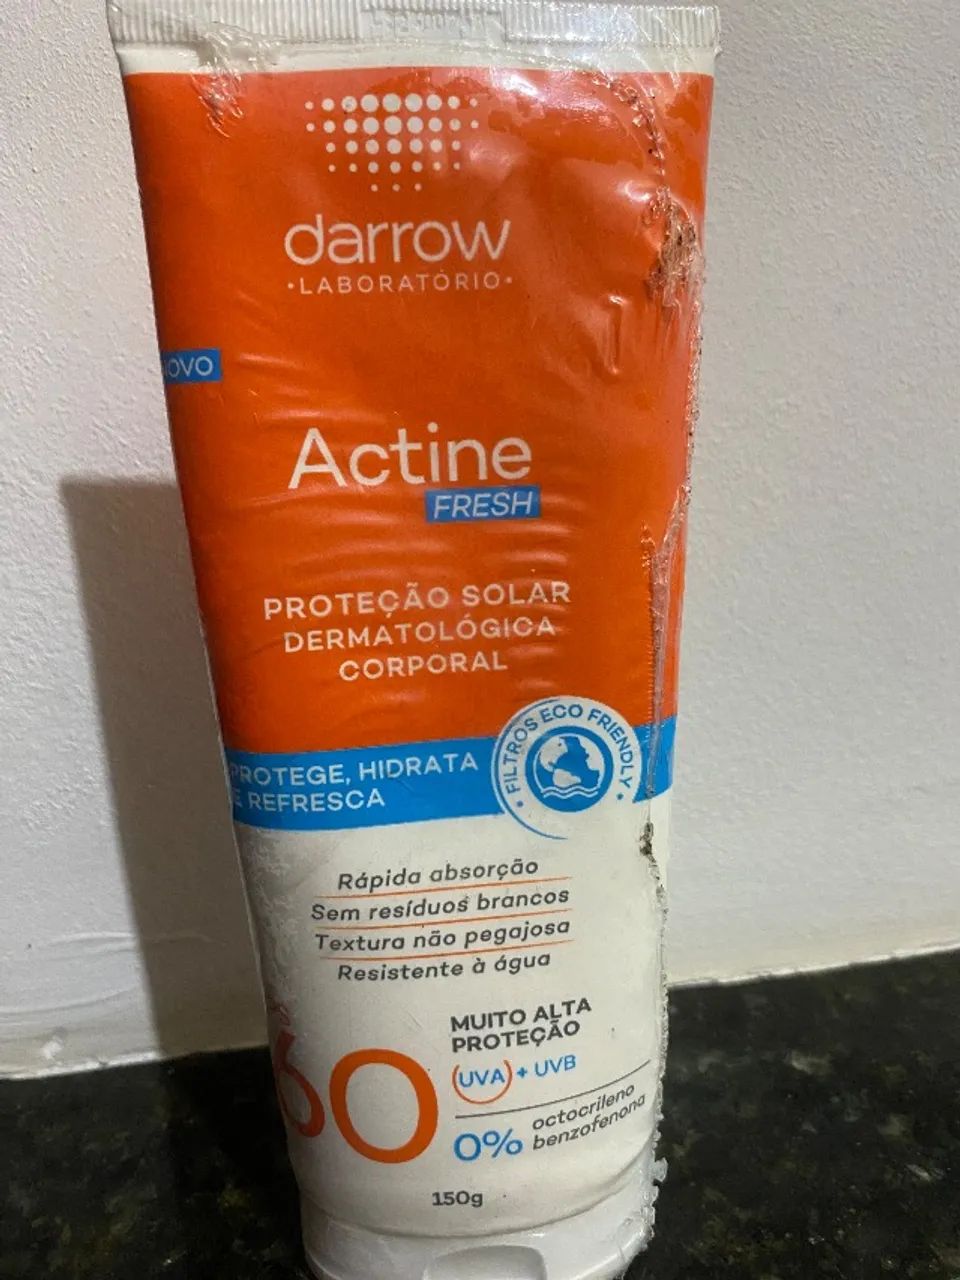 darrow
•LABORATÓRIO•
OVO
Actine
FRESH
PROTEÇÃO SOLAR
DERMATOLÓGICA
CORPORAL
• FILTROS ECO FRIENDLY •
PROTEGE, HIDRATA
E REFRESCA
Rápida absorção
Sem resíduos brancos
Textura não pegajosa
Resistente à água
60
MUITO ALTA
PROTEÇÃO
UVA + UVB
0% octocrileno
benzofenona
150g